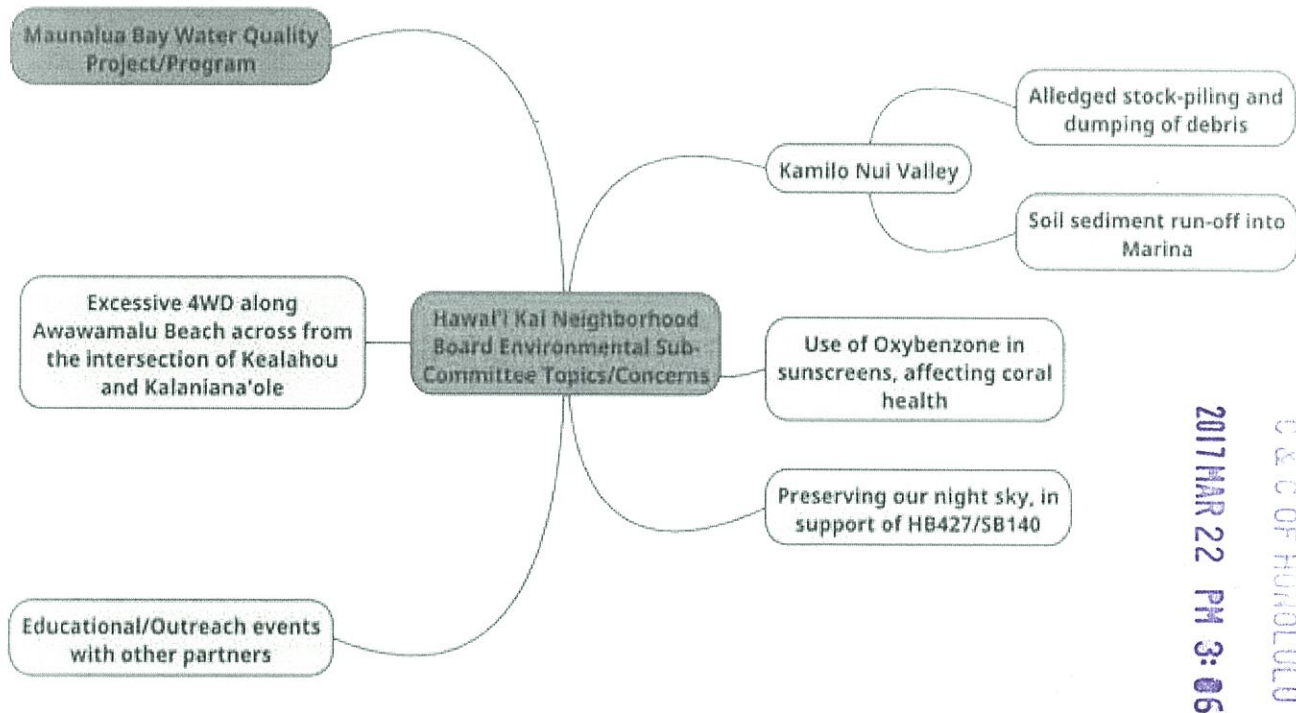 Maunalua Bay Water Quality
Project/Program
Alledged stock-piling and
dumping of debris
Kamilo Nui Valley
Soil sediment run-off into
Marina
Excessive 4WD along
Awawamalu Beach across from
the intersection of Kealahou
and Kalaniana'ole
Hawai'i Kai Neighborhood
Board Environmental Sub-
Committee Topics/Concerns
Use of Oxybenzone in
sunscreens, affecting coral
health
Preserving our night sky, in
support of HB427/SB140
Educational/Outreach events
with other partners
C & C OF HONOLULU
2017 MAR 22 PM 3:06